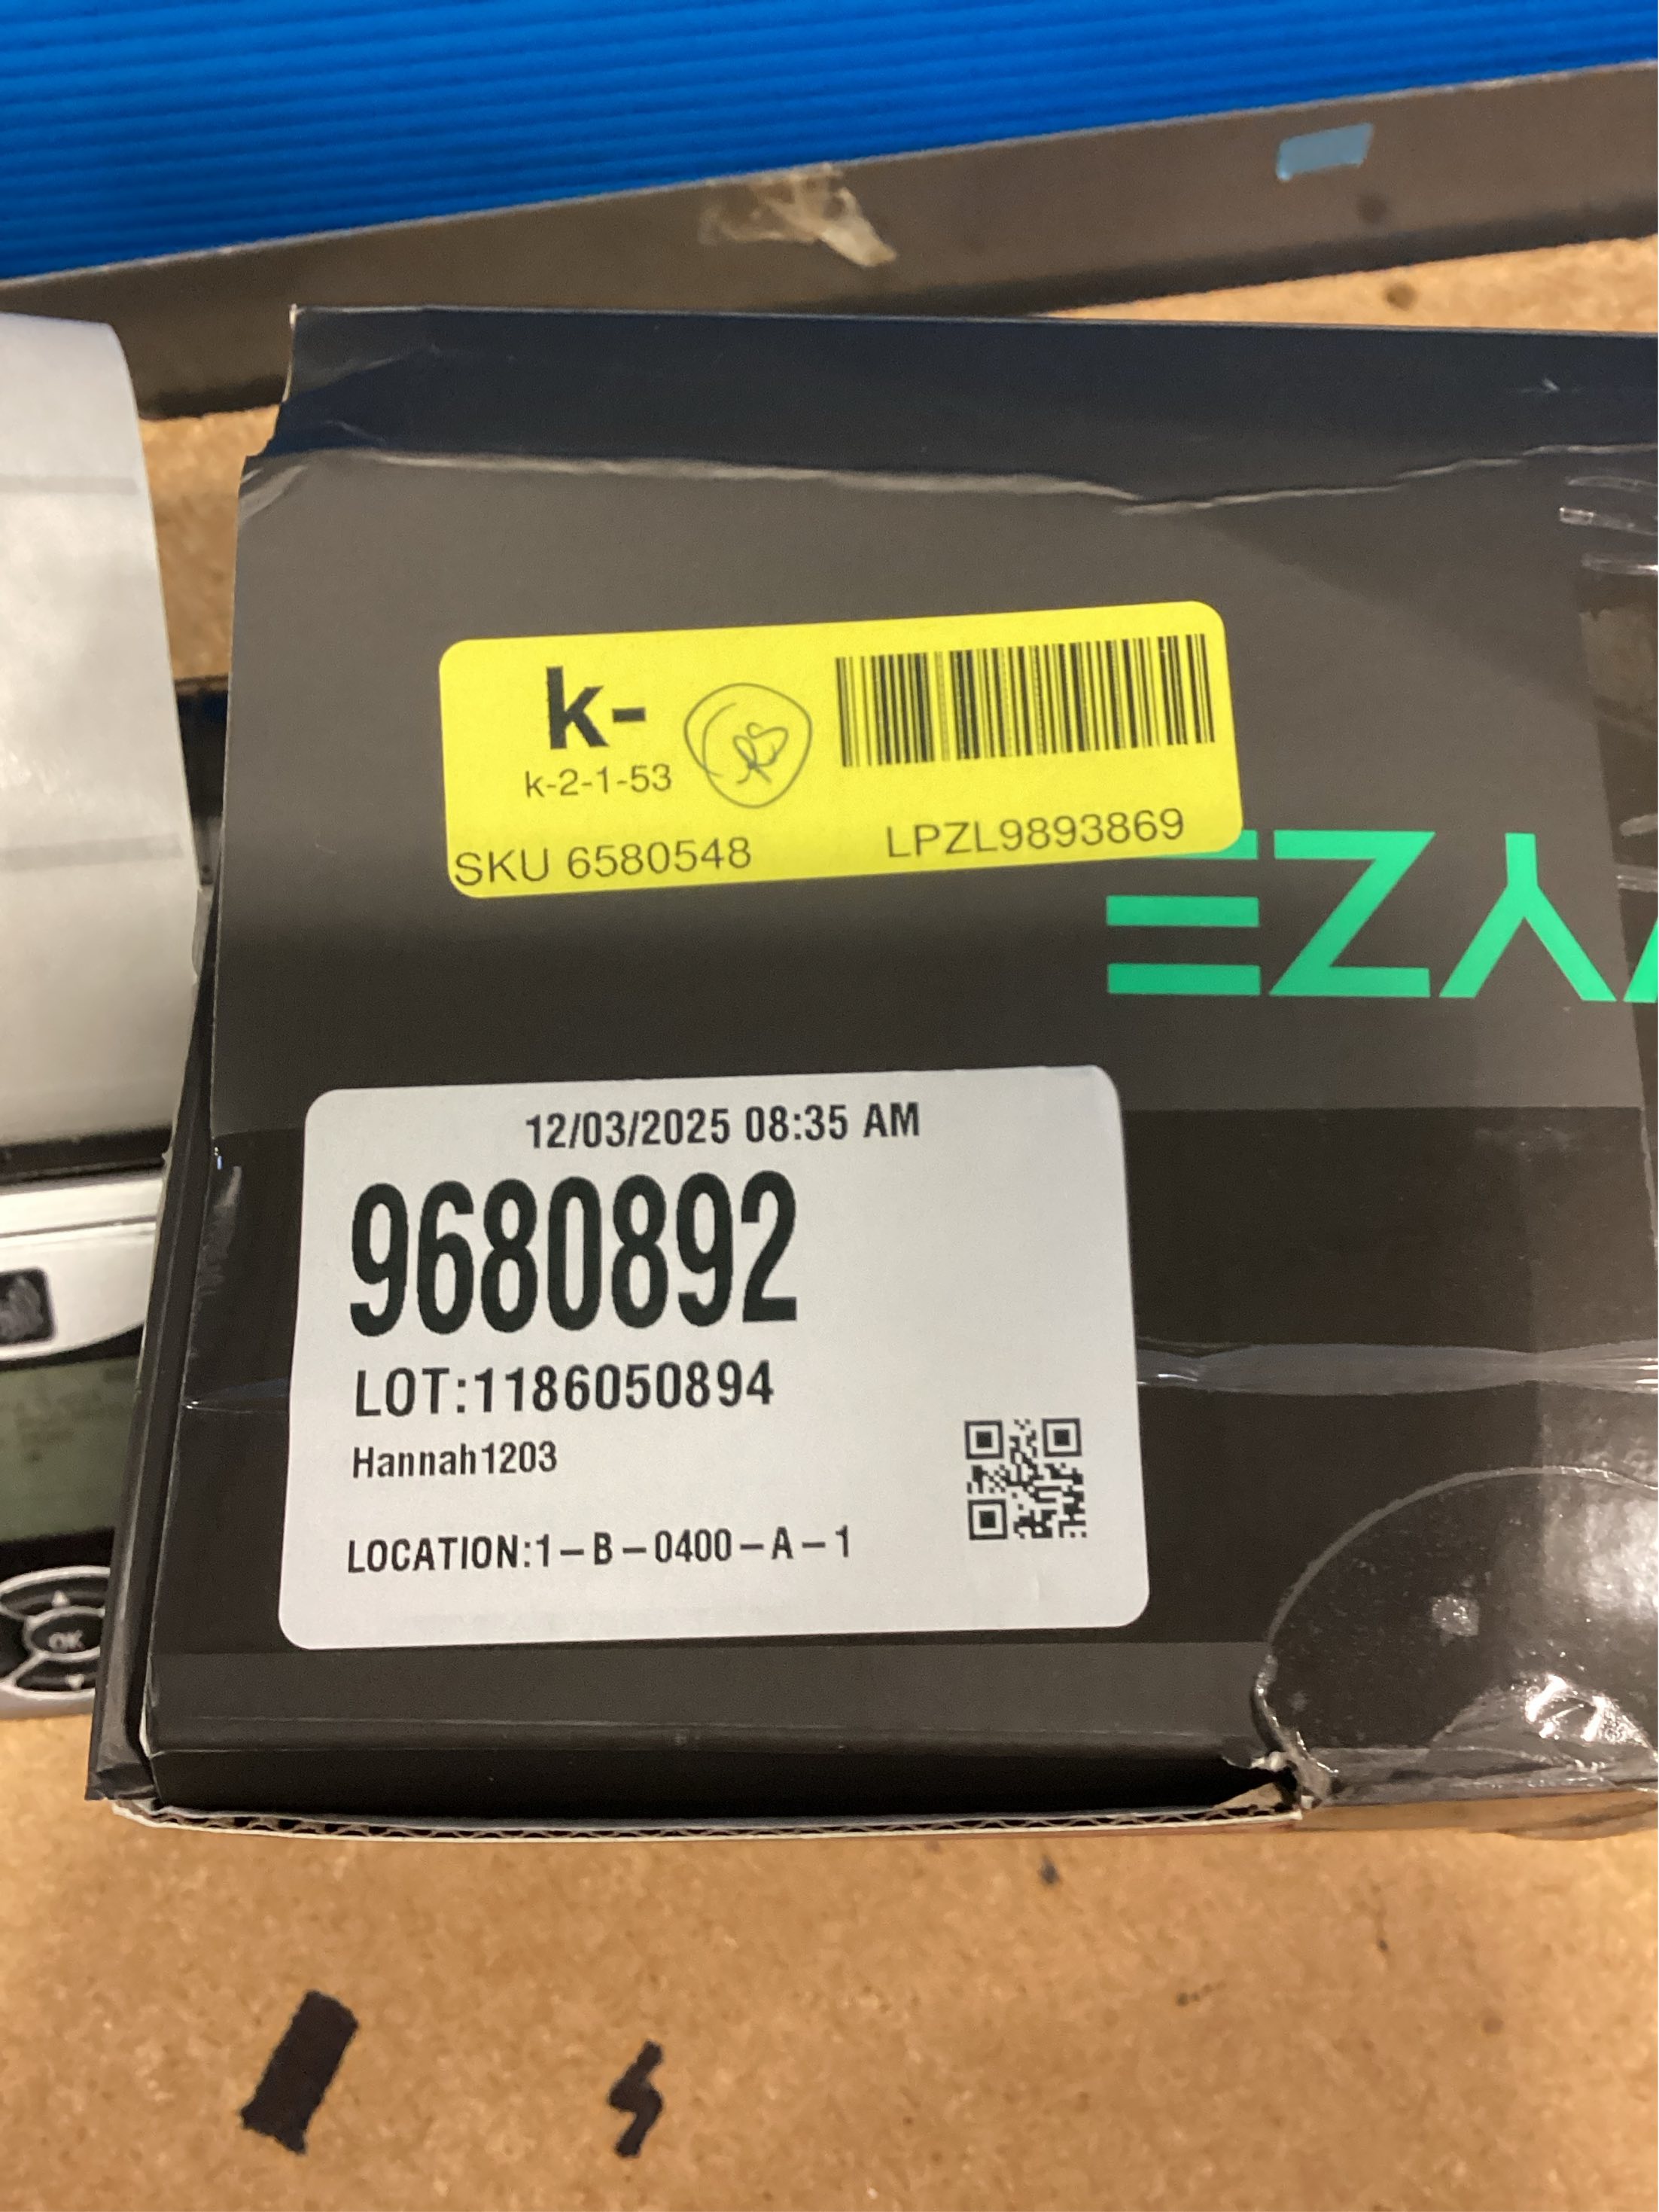 k-
k-2-1-53
SKU 6580548
LPZL9893869
YZE
12/03/2025 08:35 AM
9680892
LOT:1186050894
Hannah1203
LOCATION:1-B-0400-A-1
OK